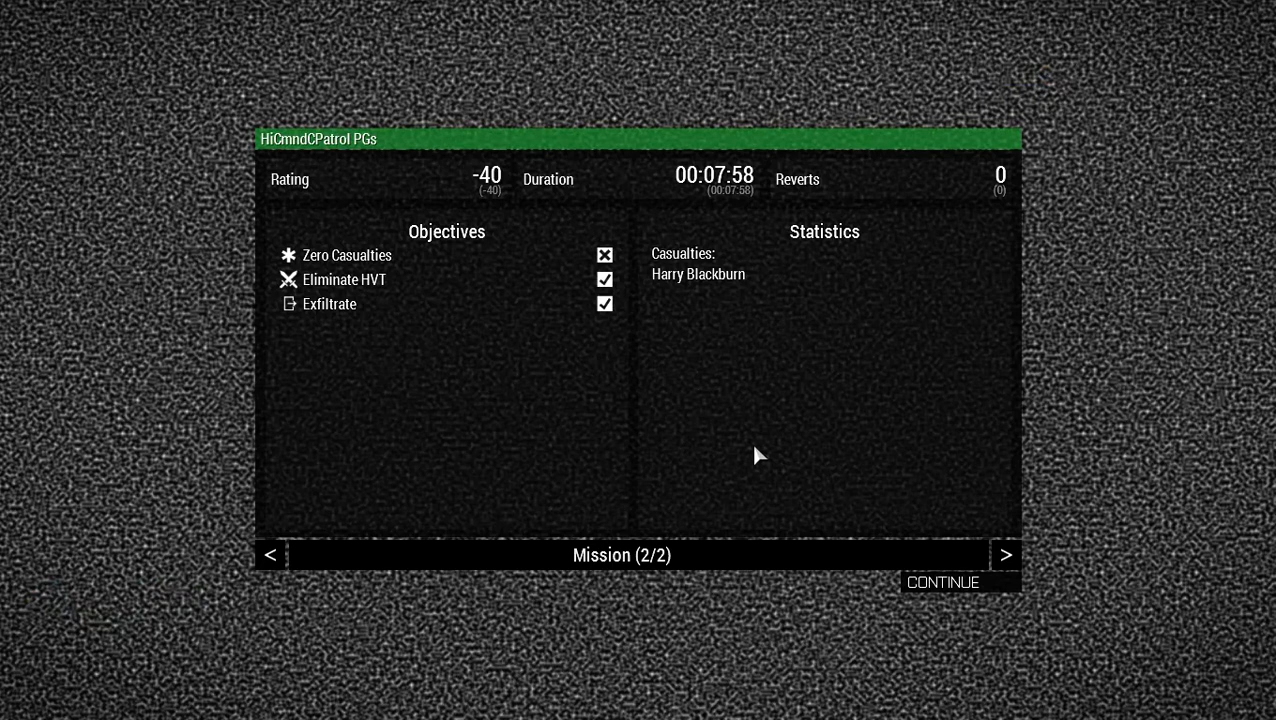 HiCmndCPatrol PGs
Rating -40 Duration 00:07:58 Reverts 0
(-40) (00:07:58) (0)
Objectives
Zero Casualties
Eliminate HVT
Exfiltrate
Statistics
Casualties:
Harry Blackburn
< Mission (2/2) >
CONTINUE